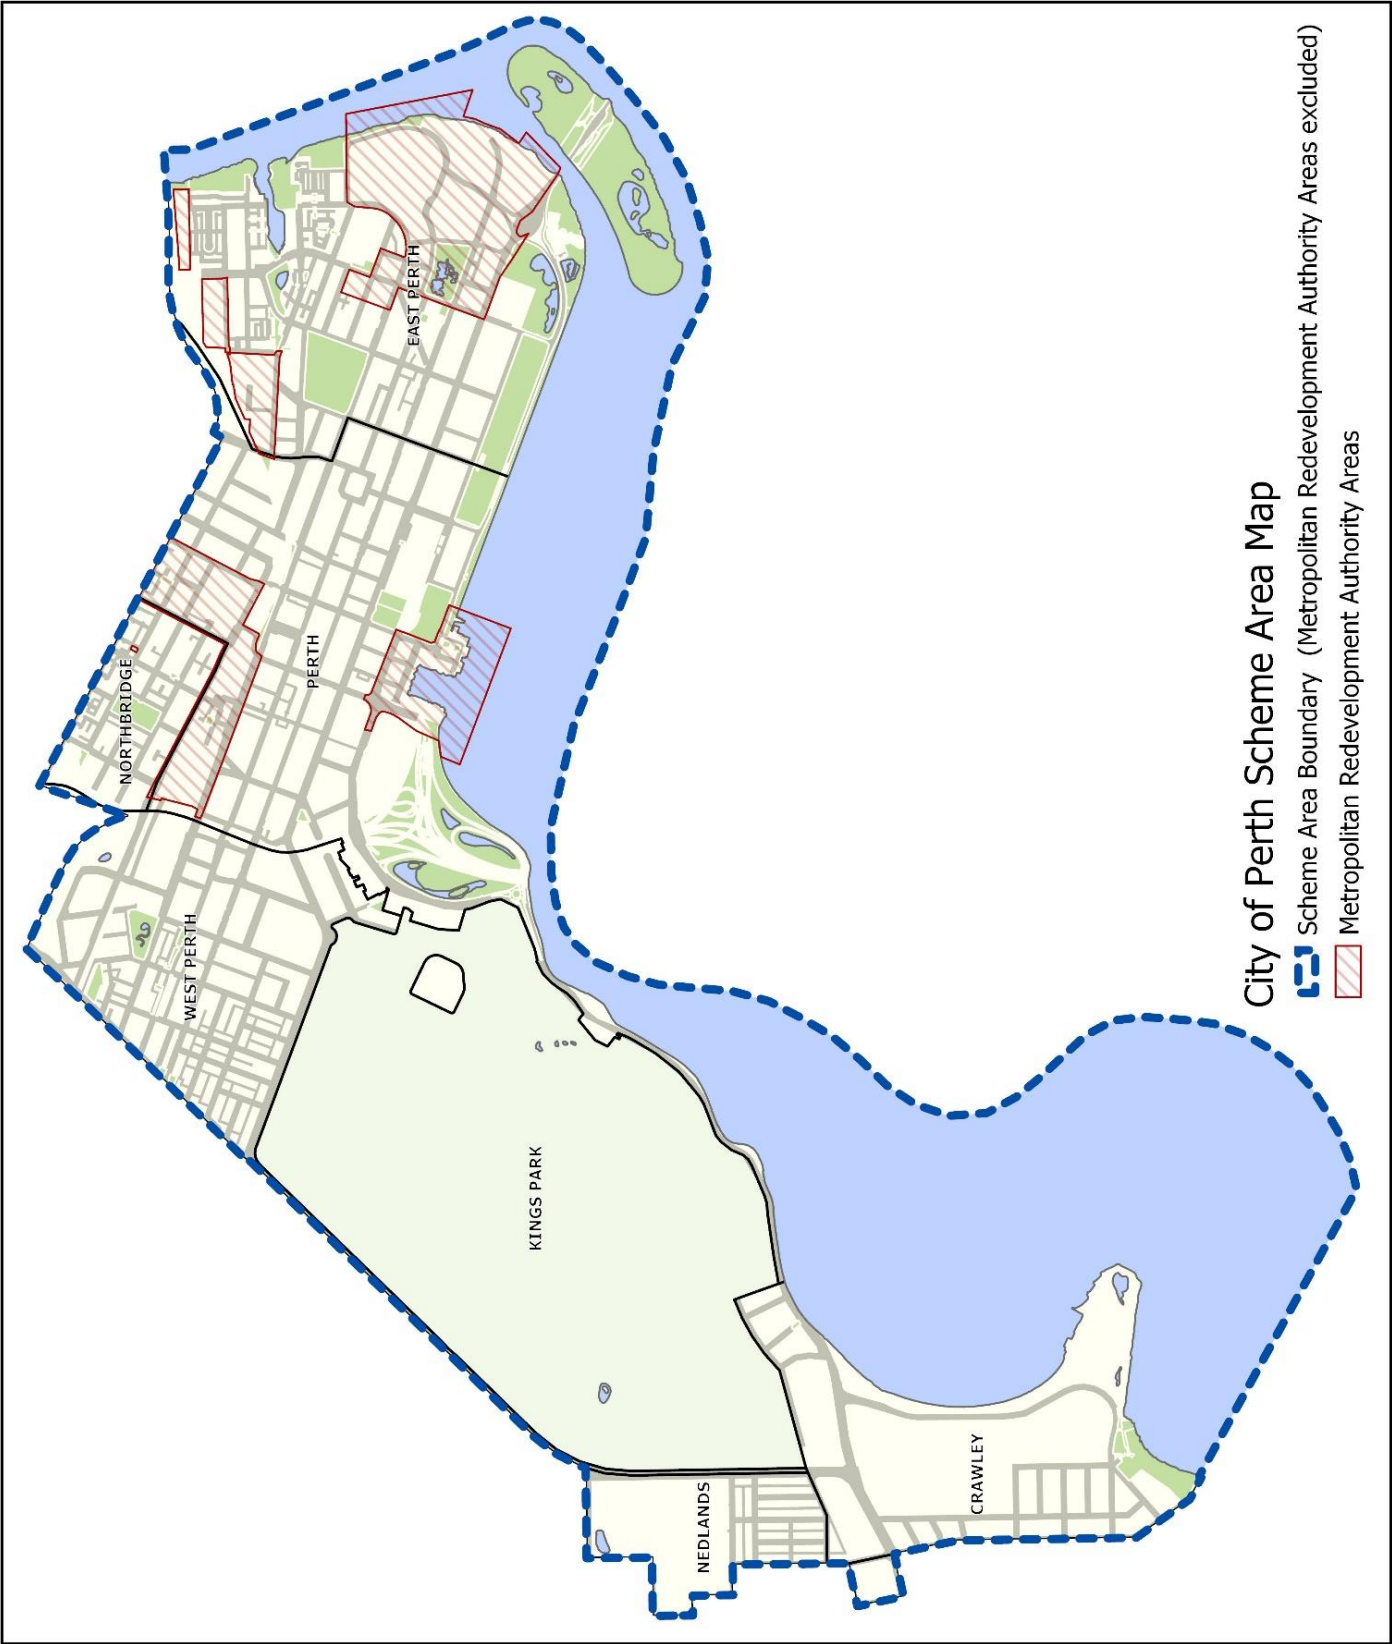 City of Perth Scheme Area Map
Scheme Area Boundary (Metropolitan Redevelopment Authority Areas excluded)
Metropolitan Redevelopment Authority Areas
NORTHBRIDGE
WEST PERTH
PERTH
EAST PERTH
KINGS PARK
NEDLANDS
CRAWLEY